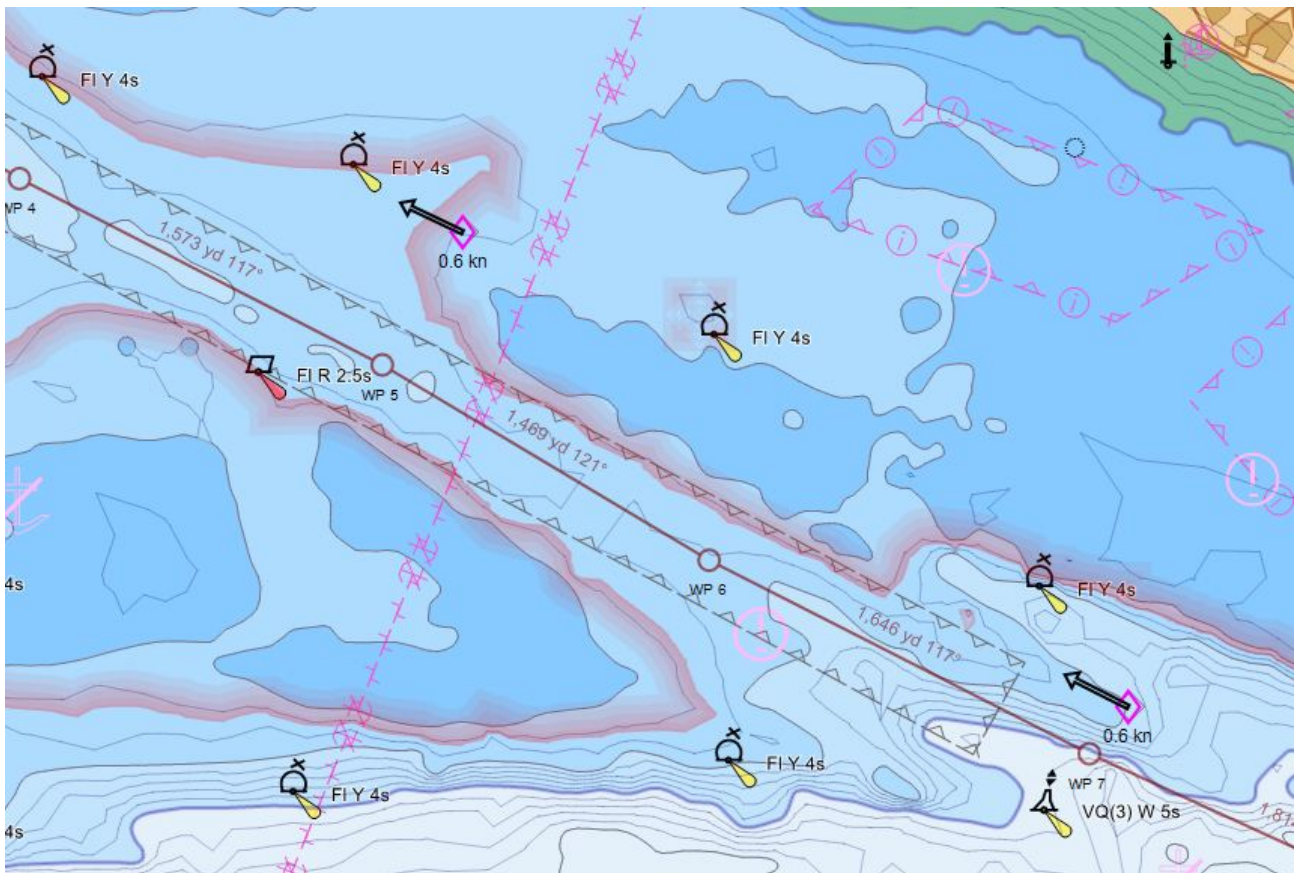 Fl Y 4s
Fl Y 4s
WP 4
1,573 yd 117°
0.6 kn
Fl Y 4s
Fl R 2.5s
WP 5
1,469 yd 121°
4s
WP 6
Fl Y 4s
1,646 yd 117°
0.6 kn
Fl Y 4s
WP 7
Fl Y 4s
VQ(3) W 5s
4s